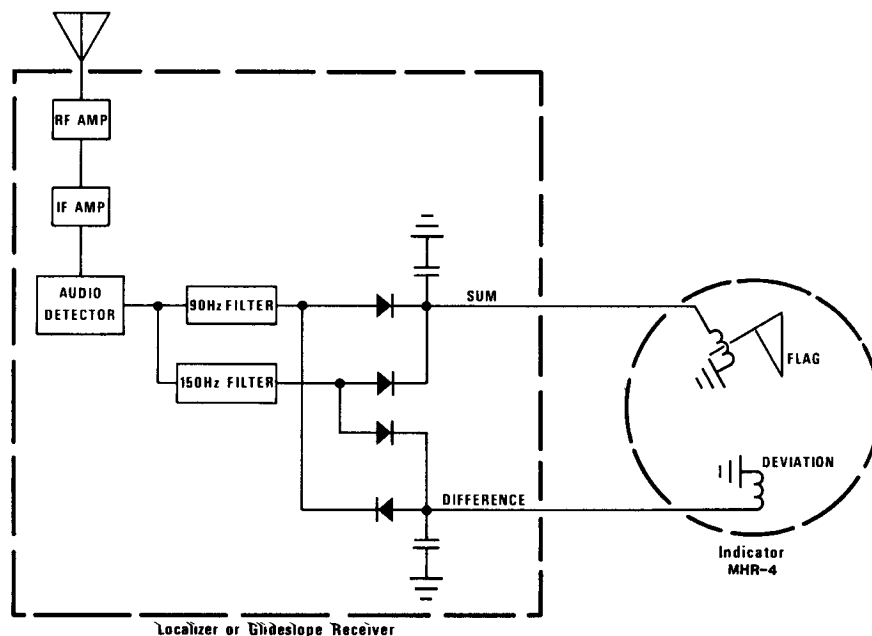 RF AMP
IF AMP
AUDIO
DETECTOR
90Hz FILTER
150Hz FILTER
SUM
DIFFERENCE
FLAG
DEVIATION
Indicator
MHR-4
Localizer or Glideslope Receiver